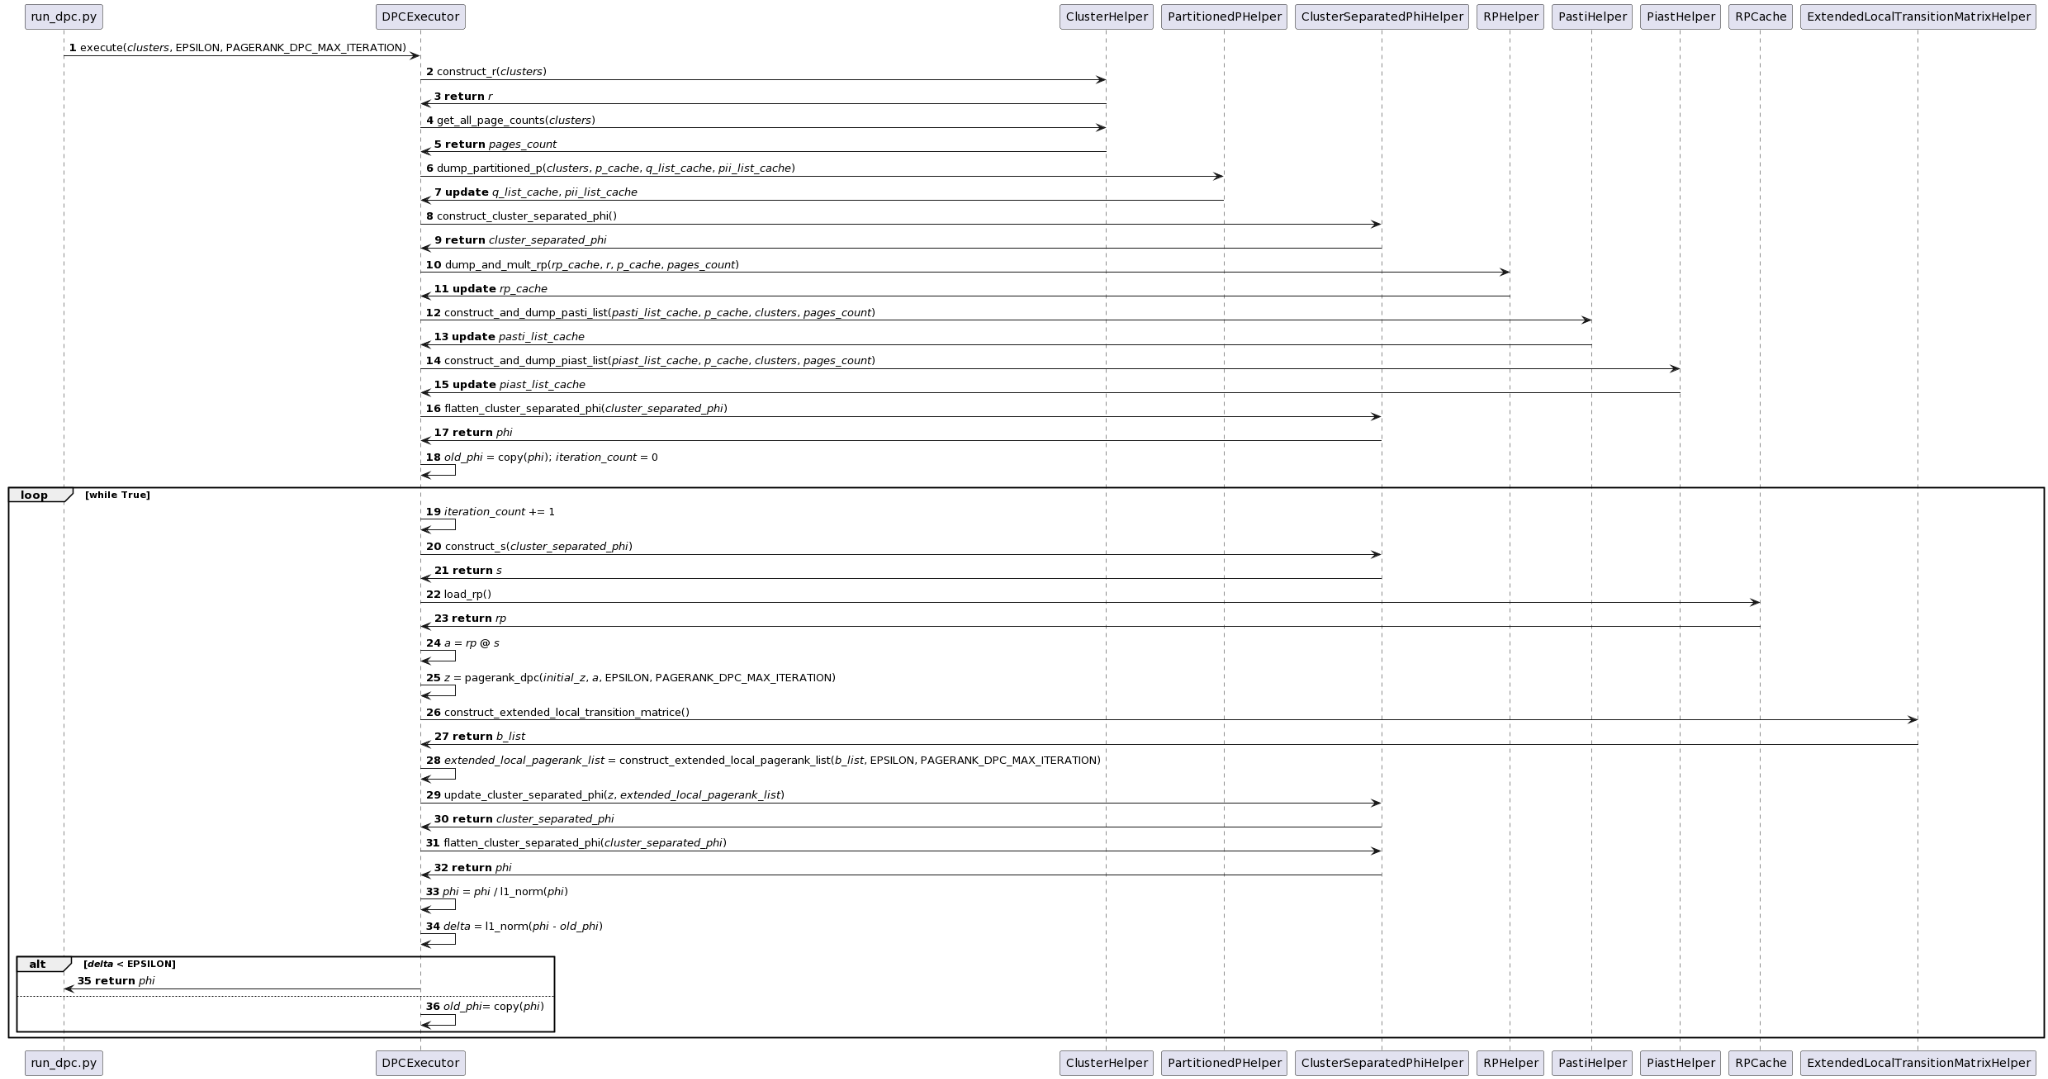 run_dpc.py DPCExecutor ClusterHelper PartitionedPHelper ClusterSeparatedPhiHelper RPHelper PastiHelper PiastHelper RPCache ExtendedLocalTransitionMatrixHelper
1 execute(clusters, EPSILON, PAGERANK_DPC_MAX_ITERATION)
2 construct_r(clusters)
3 return r
4 get_all_page_counts(clusters)
5 return pages_count
6 dump_partitioned_p(clusters, p_cache, q_list_cache, pii_list_cache)
7 update q_list_cache, pii_list_cache
8 construct_cluster_separated_phi()
9 return cluster_separated_phi
10 dump_and_mult_rp(rp_cache, r, p_cache, pages_count)
11 update rp_cache
12 construct_and_dump_pasti_list(pasti_list_cache, p_cache, clusters, pages_count)
13 update pasti_list_cache
14 construct_and_dump_piast_list(piast_list_cache, p_cache, clusters, pages_count)
15 update piast_list_cache
16 flatten_cluster_separated_phi(cluster_separated_phi)
17 return phi
18 old_phi = copy(phi); iteration_count = 0
loop [while True]
19 iteration_count += 1
20 construct_s(cluster_separated_phi)
21 return s
22 load_rp()
23 return rp
24 a = rp @ s
25 z = pagerank_dpc(initial_z, a, EPSILON, PAGERANK_DPC_MAX_ITERATION)
26 construct_extended_local_transition_matrice()
27 return b_list
28 extended_local_pagerank_list = construct_extended_local_pagerank_list(b_list, EPSILON, PAGERANK_DPC_MAX_ITERATION)
29 update_cluster_separated_phi(z, extended_local_pagerank_list)
30 return cluster_separated_phi
31 flatten_cluster_separated_phi(cluster_separated_phi)
32 return phi
33 phi = phi / l1_norm(phi)
34 delta = l1_norm(phi - old_phi)
alt [delta < EPSILON]
35 return phi
36 old_phi= copy(phi)
run_dpc.py DPCExecutor ClusterHelper PartitionedPHelper ClusterSeparatedPhiHelper RPHelper PastiHelper PiastHelper RPCache ExtendedLocalTransitionMatrixHelper